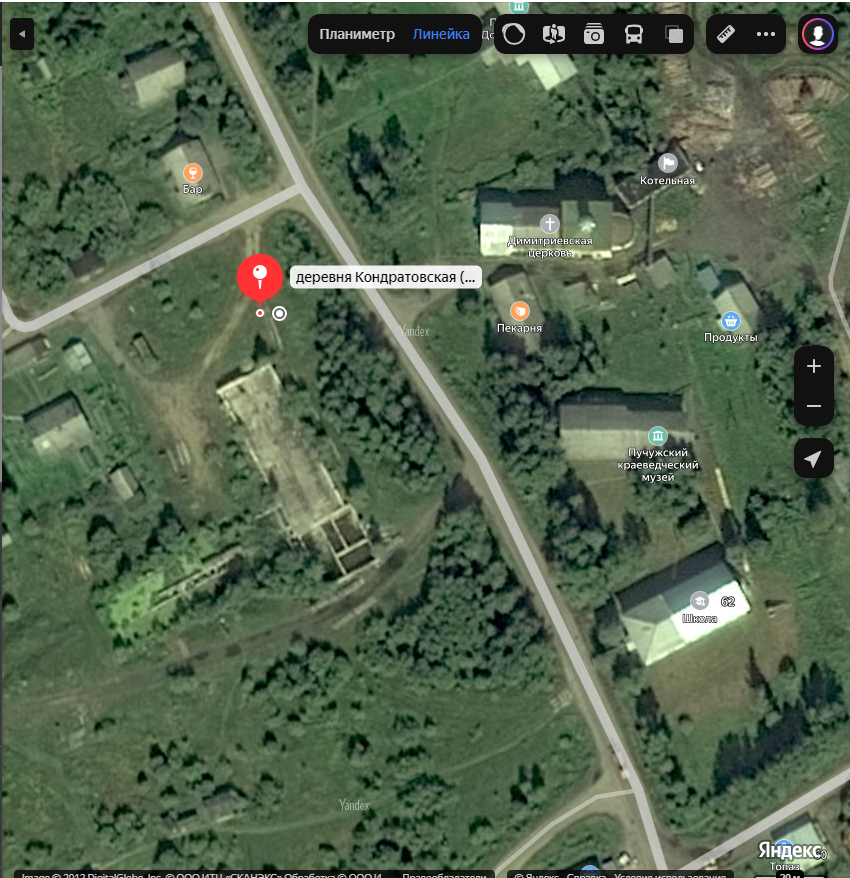 Планиметр
Линейка
Бар
Котельная
Димитриевская
церковь
деревня Кондратовская (...
Yandex
Пекарня
Продукты
+
−
Пучужский
краеведческий
музей
62
Школа
Yandex
Яндекс
Топаз
Image © 2012 DigitalGlobe, Inc. © ООО ИТЦ «СКАНЭКС» Обработка © ООО И...
Правообладатели
© Яндекс Справка Условия использования
20 м